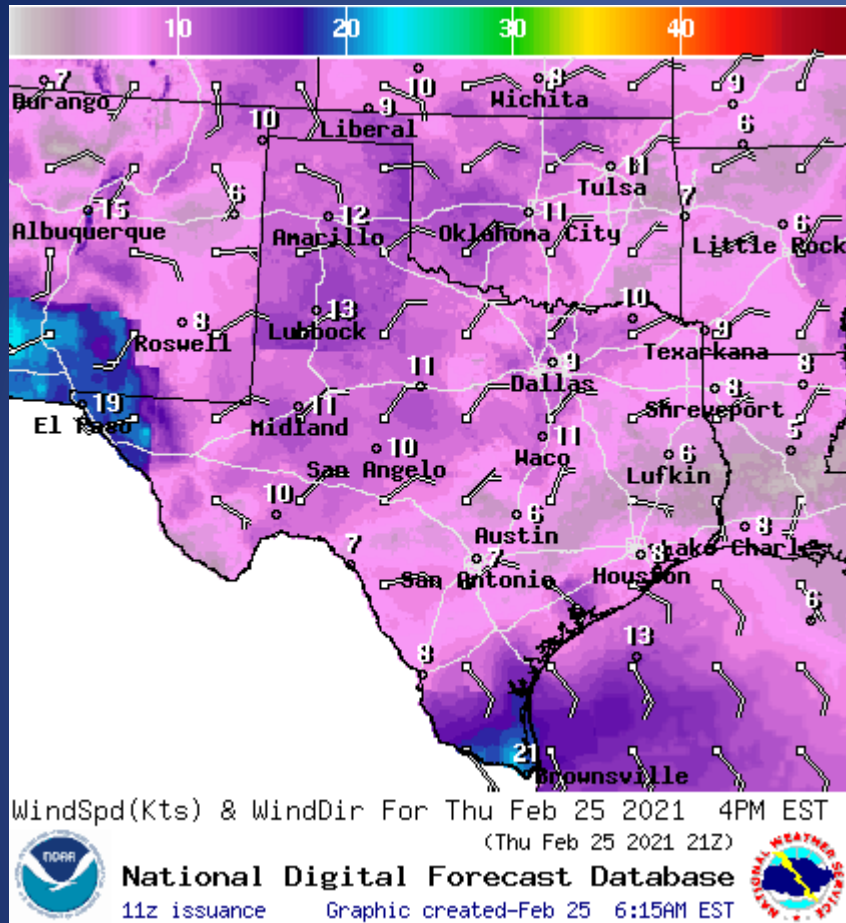 10 20 30 40
7 Durango
10
8 Wichita
9
9 Liberal
10
6
11 Tulsa
15 Albuquerque
6
12 Amarillo
11 Oklahoma City
7
6 Little Rock
8 Roswell
13 Lubbock
10
9 Texarkana
11
9 Dallas
8 Shreveport
8
19 El Paso
11 Midland
10 San Angelo
11 Waco
6 Lufkin
5
10
6 Austin
8 Lake Charles
7
7 San Antonio
8 Houston
6
8
13
21 Brownsville
WindSpd(Kts) & WindDir For Thu Feb 25 2021 4PM EST
(Thu Feb 25 2021 21Z)
NOAA
NATIONAL WEATHER SERVICE
National Digital Forecast Database
11z issuance Graphic created-Feb 25 6:15AM EST